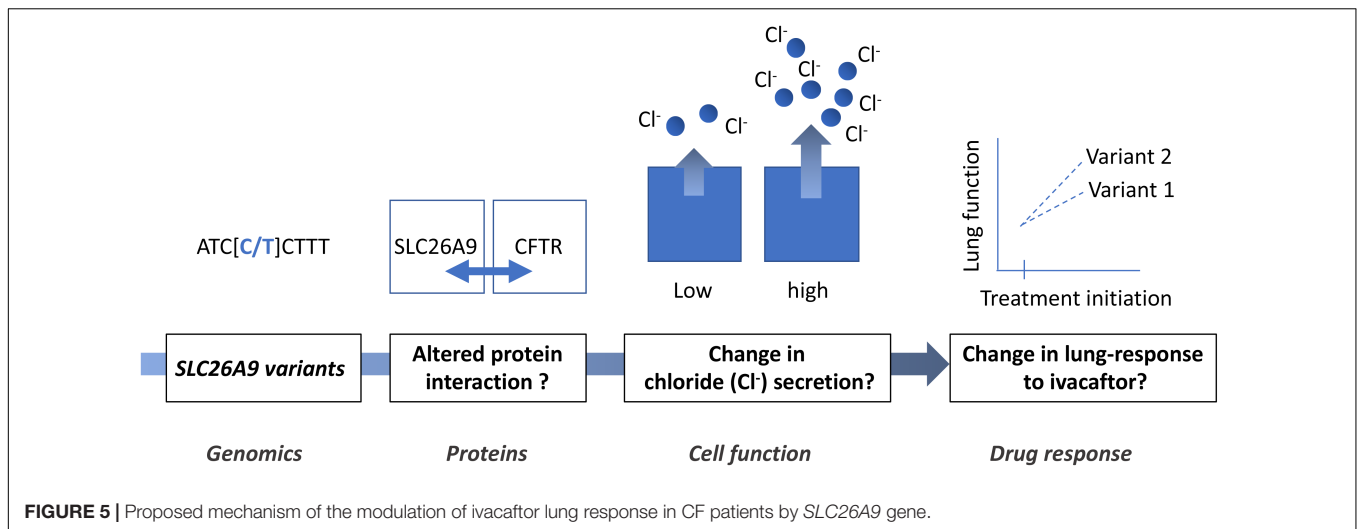 Cl-
Cl-
Cl-
Cl-
Cl-
Cl-
Cl-
Cl-
ATC[C/T]CTTT
SLC26A9
CFTR
Low
high
Lung function
Variant 2
Variant 1
Treatment initiation
SLC26A9 variants
Altered protein
interaction ?
Change in
chloride (Cl-) secretion?
Change in lung-response
to ivacaftor?
Genomics
Proteins
Cell function
Drug response
FIGURE 5 | Proposed mechanism of the modulation of ivacaftor lung response in CF patients by SLC26A9 gene.